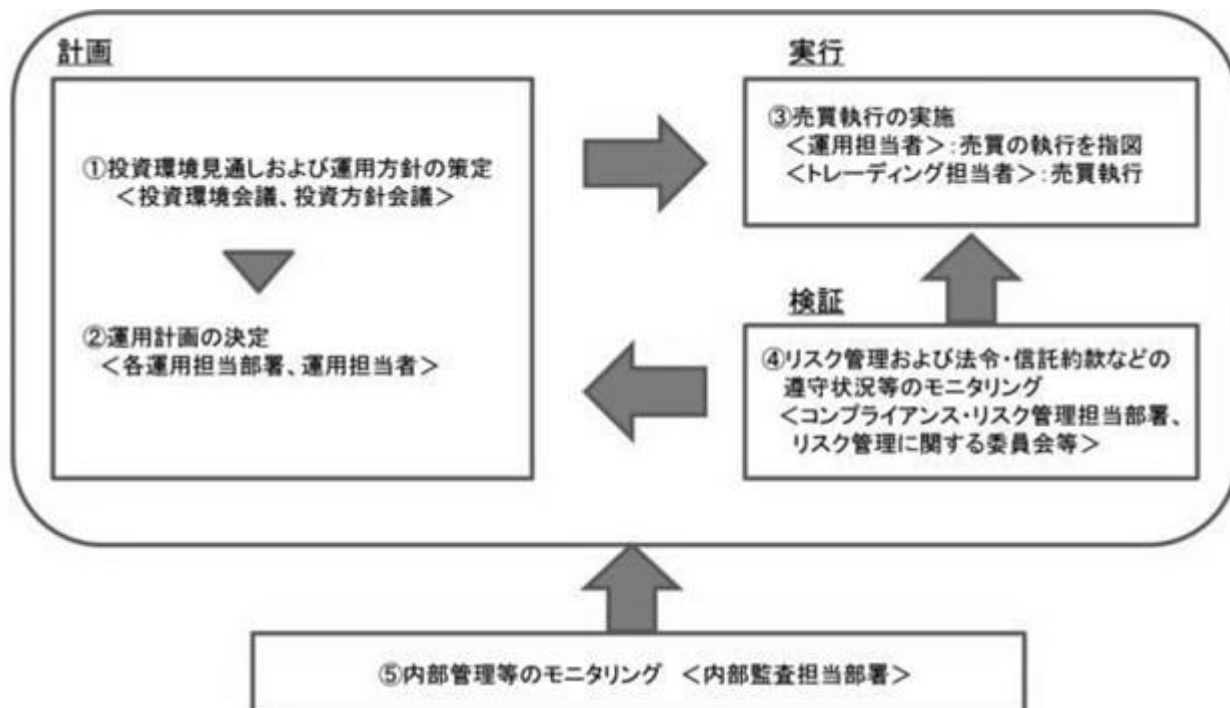 計画
①投資環境見通しおよび運用方針の策定
＜投資環境会議、投資方針会議＞
②運用計画の決定
＜各運用担当部署、運用担当者＞
実行
③売買執行の実施
＜運用担当者＞：売買の執行を指図
＜トレーディング担当者＞：売買執行
検証
④リスク管理および法令・信託約款などの
遵守状況等のモニタリング
＜コンプライアンス・リスク管理担当部署、
リスク管理に関する委員会等＞
⑤内部管理等のモニタリング　＜内部監査担当部署＞